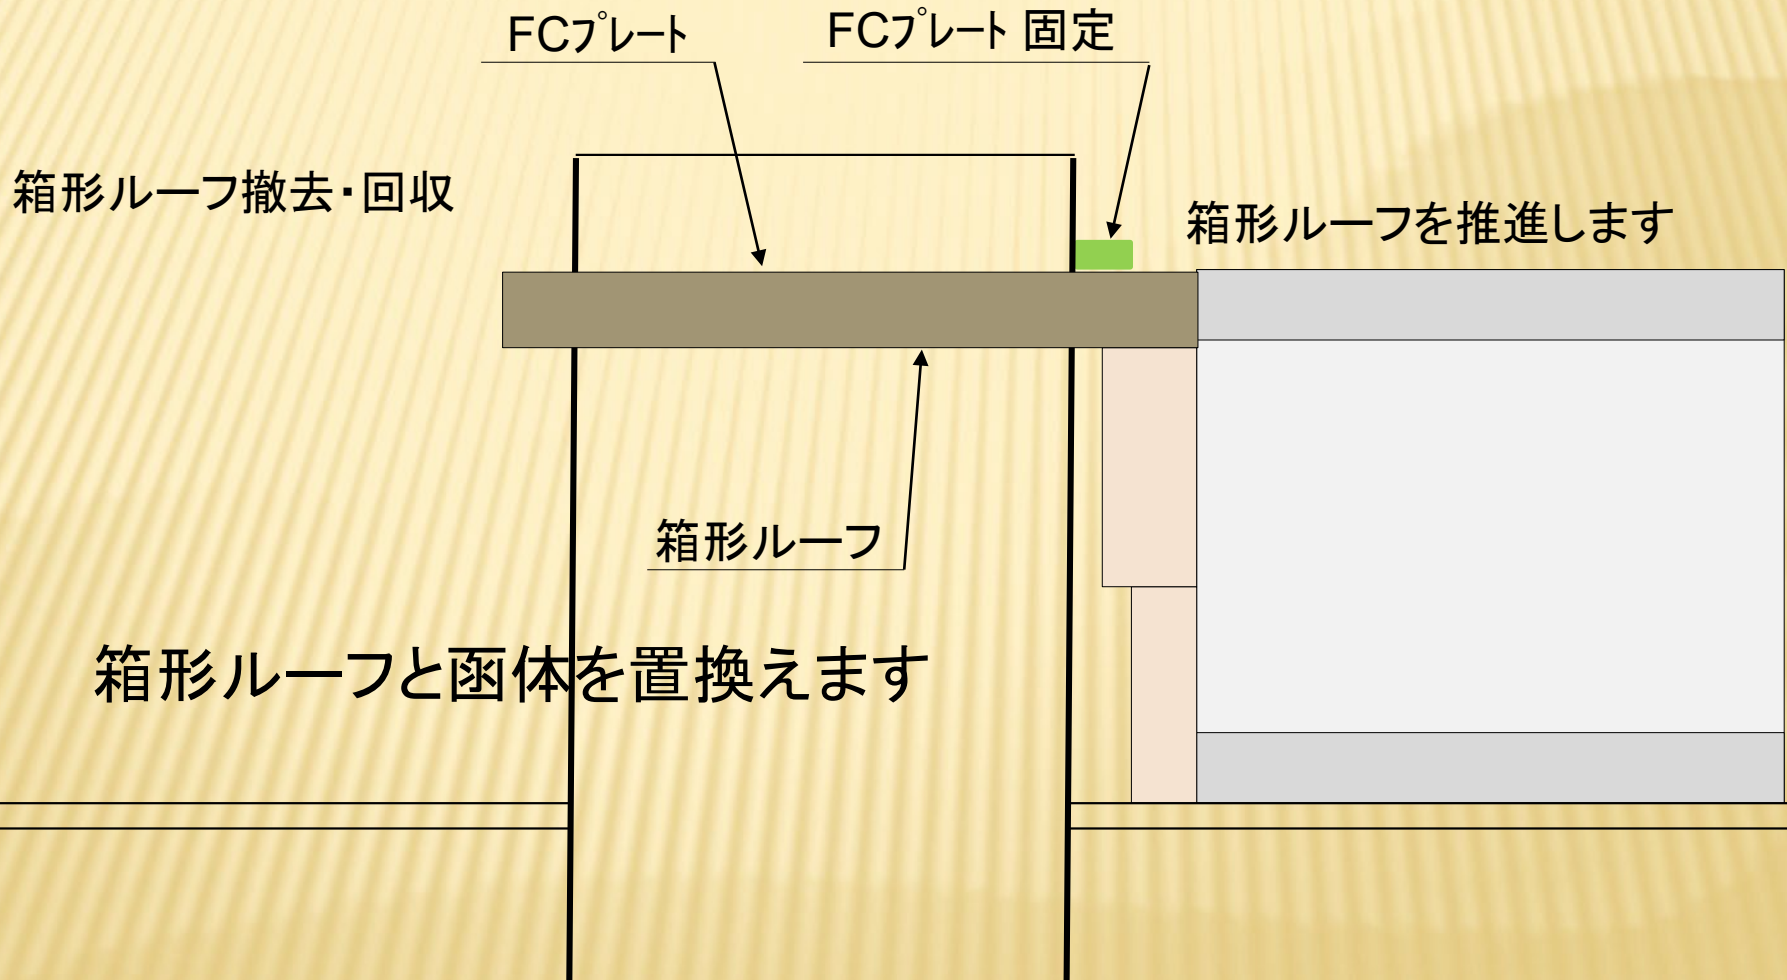 FCﾌﾟﾚｰﾄ
FCﾌﾟﾚｰﾄ 固定
箱形ルーフ撤去・回収
箱形ルーフを推進します
箱形ルーフ
箱形ルーフと函体を置換えます